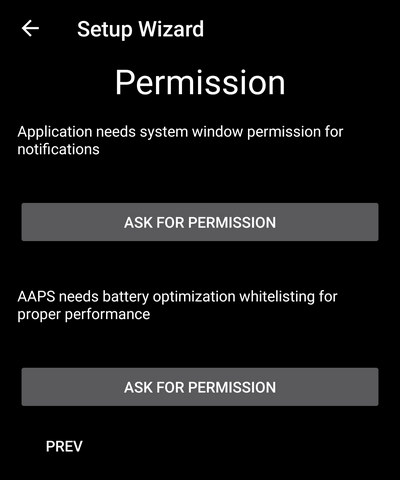 Setup Wizard
Permission
Application needs system window permission for
notifications
ASK FOR PERMISSION
AAPS needs battery optimization whitelisting for
proper performance
ASK FOR PERMISSION
PREV